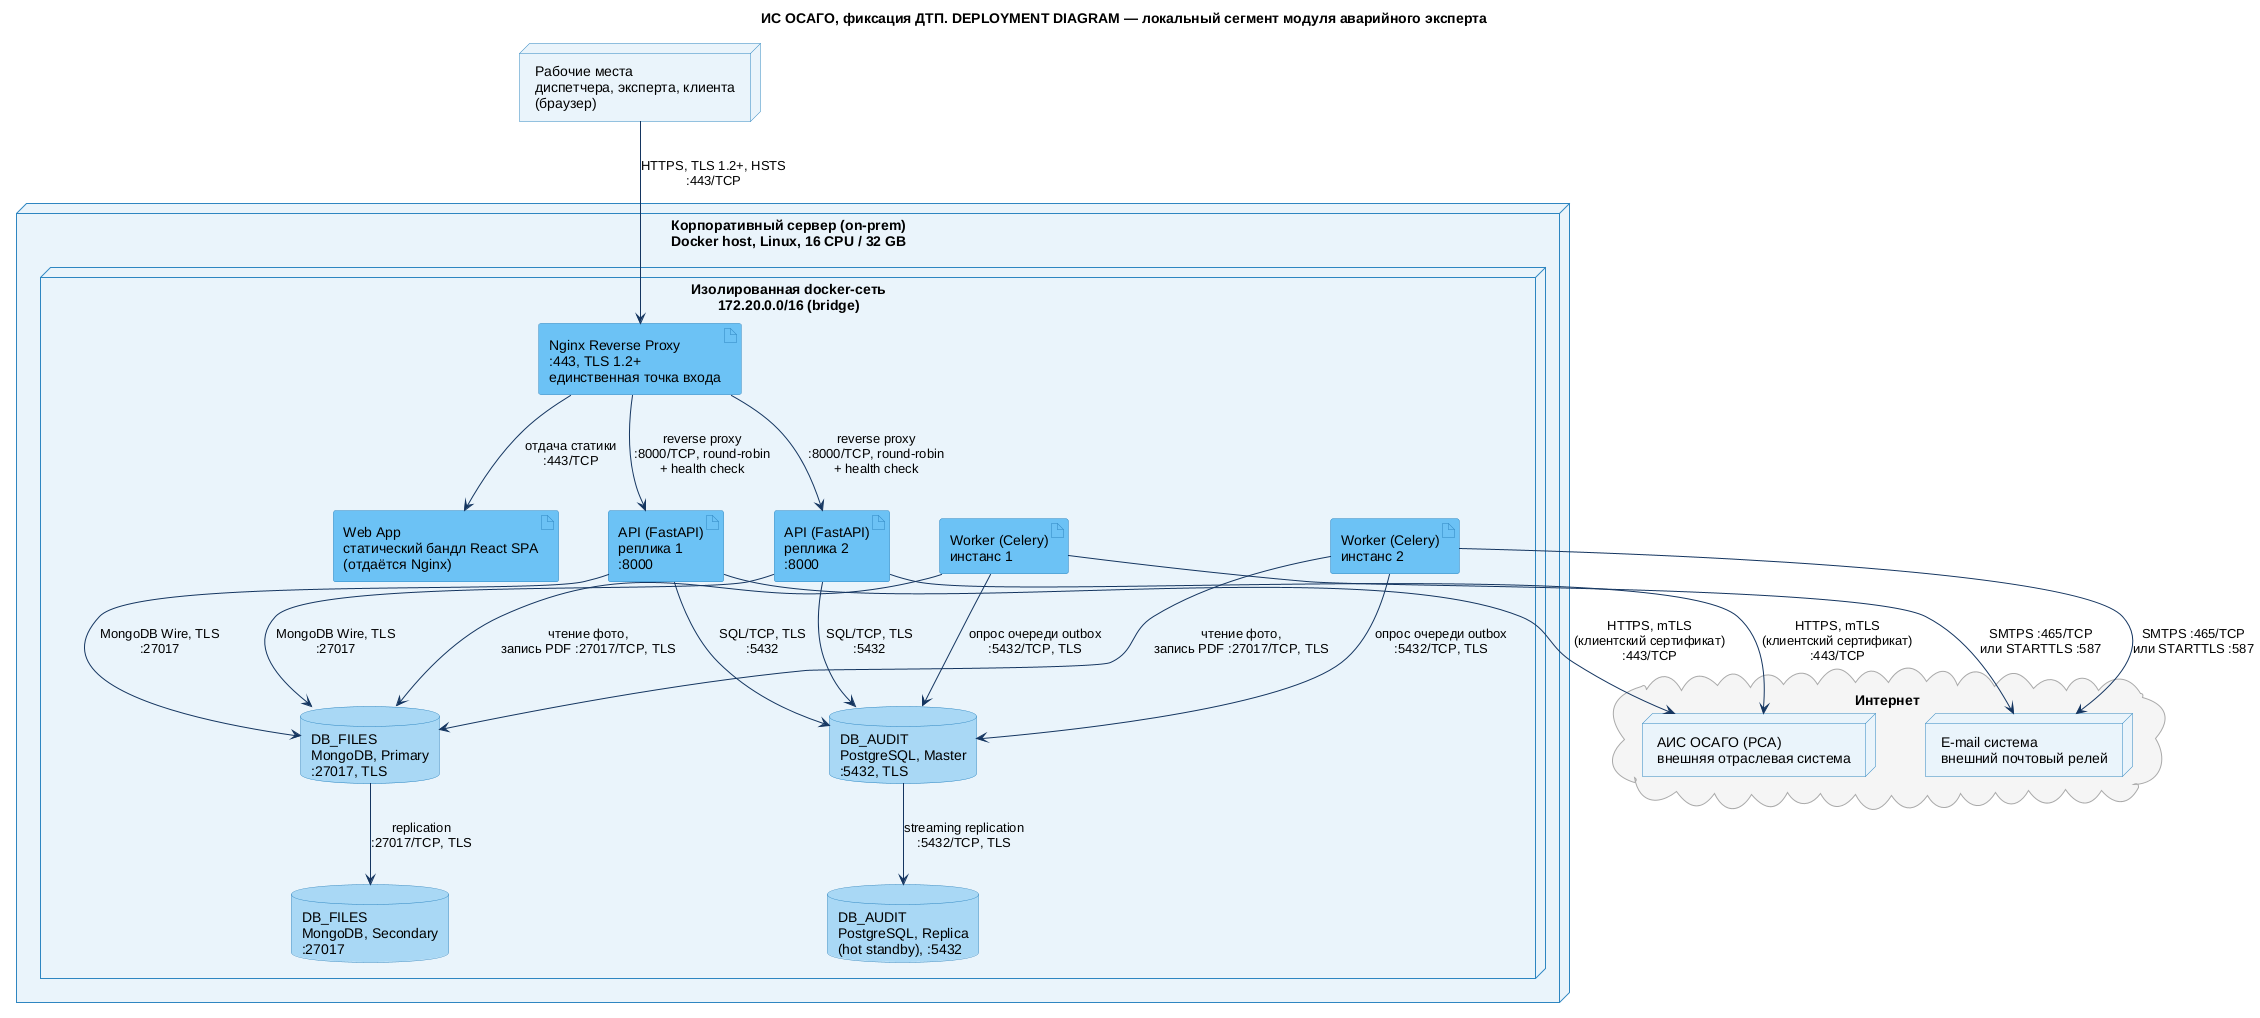 ИС ОСАГО, фиксация ДТП. DEPLOYMENT DIAGRAM — локальный сегмент модуля аварийного эксперта
Рабочие места
диспетчера, эксперта, клиента
(браузер)
HTTPS, TLS 1.2+, HSTS
:443/TCP
Корпоративный сервер (on-prem)
Docker host, Linux, 16 CPU / 32 GB
Изолированная docker-сеть
172.20.0.0/16 (bridge)
Nginx Reverse Proxy
:443, TLS 1.2+
единственная точка входа
отдача статики
:443/TCP
reverse proxy
:8000/TCP, round-robin
+ health check
reverse proxy
:8000/TCP, round-robin
+ health check
Web App
статический бандл React SPA
(отдаётся Nginx)
API (FastAPI)
реплика 1
:8000
API (FastAPI)
реплика 2
:8000
Worker (Celery)
инстанс 1
Worker (Celery)
инстанс 2
MongoDB Wire, TLS
:27017
MongoDB Wire, TLS
:27017
чтение фото,
запись PDF :27017/TCP, TLS
SQL/TCP, TLS
:5432
SQL/TCP, TLS
:5432
опрос очереди outbox
:5432/TCP, TLS
чтение фото,
запись PDF :27017/TCP, TLS
опрос очереди outbox
:5432/TCP, TLS
HTTPS, mTLS
(клиентский сертификат)
:443/TCP
HTTPS, mTLS
(клиентский сертификат)
:443/TCP
SMTPS :465/TCP
или STARTTLS :587
SMTPS :465/TCP
или STARTTLS :587
Интернет
АИС ОСАГО (РСА)
внешняя отраслевая система
E-mail система
внешний почтовый релей
DB_FILES
MongoDB, Primary
:27017, TLS
DB_AUDIT
PostgreSQL, Master
:5432, TLS
replication
:27017/TCP, TLS
streaming replication
:5432/TCP, TLS
DB_FILES
MongoDB, Secondary
:27017
DB_AUDIT
PostgreSQL, Replica
(hot standby), :5432